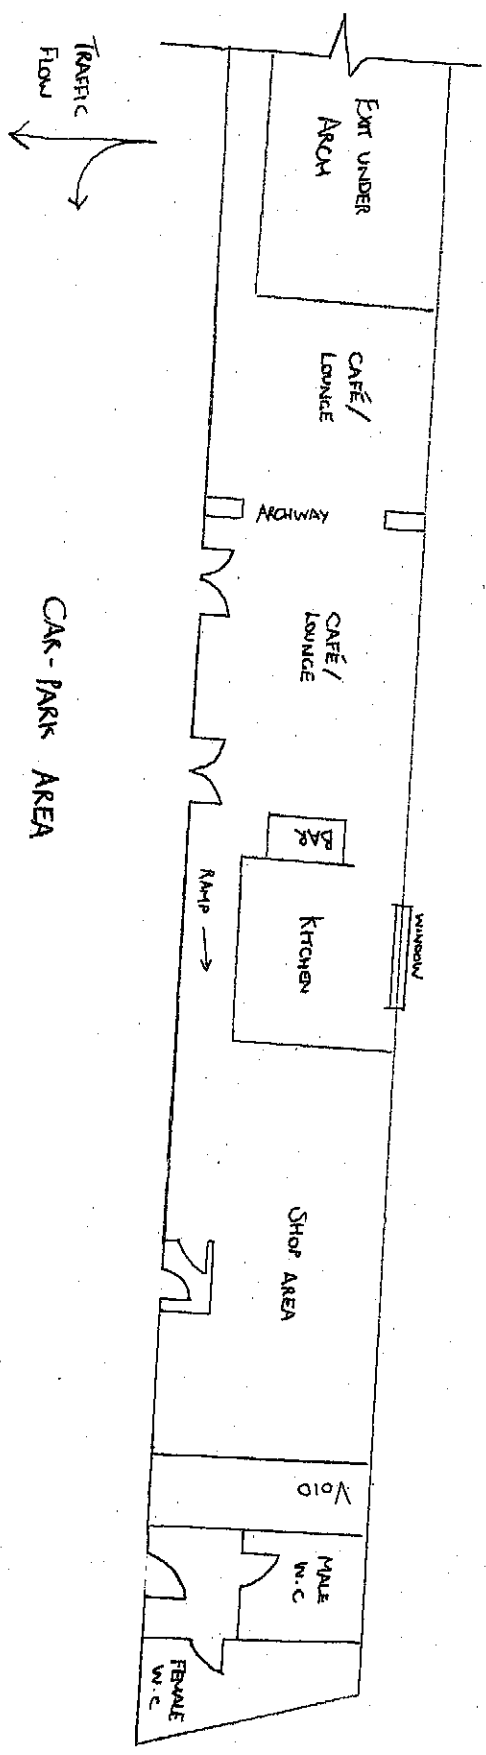 TRAFFIC
FLOW
EXIT UNDER
ARCH
CAFÉ/
LOUNGE
ARCHWAY
CAFÉ/
LOUNGE
CAR-PARK AREA
BAR
RAMP
KITCHEN
WINDOW
SHOP AREA
VOID
MALE
W.C
FEMALE
W.C